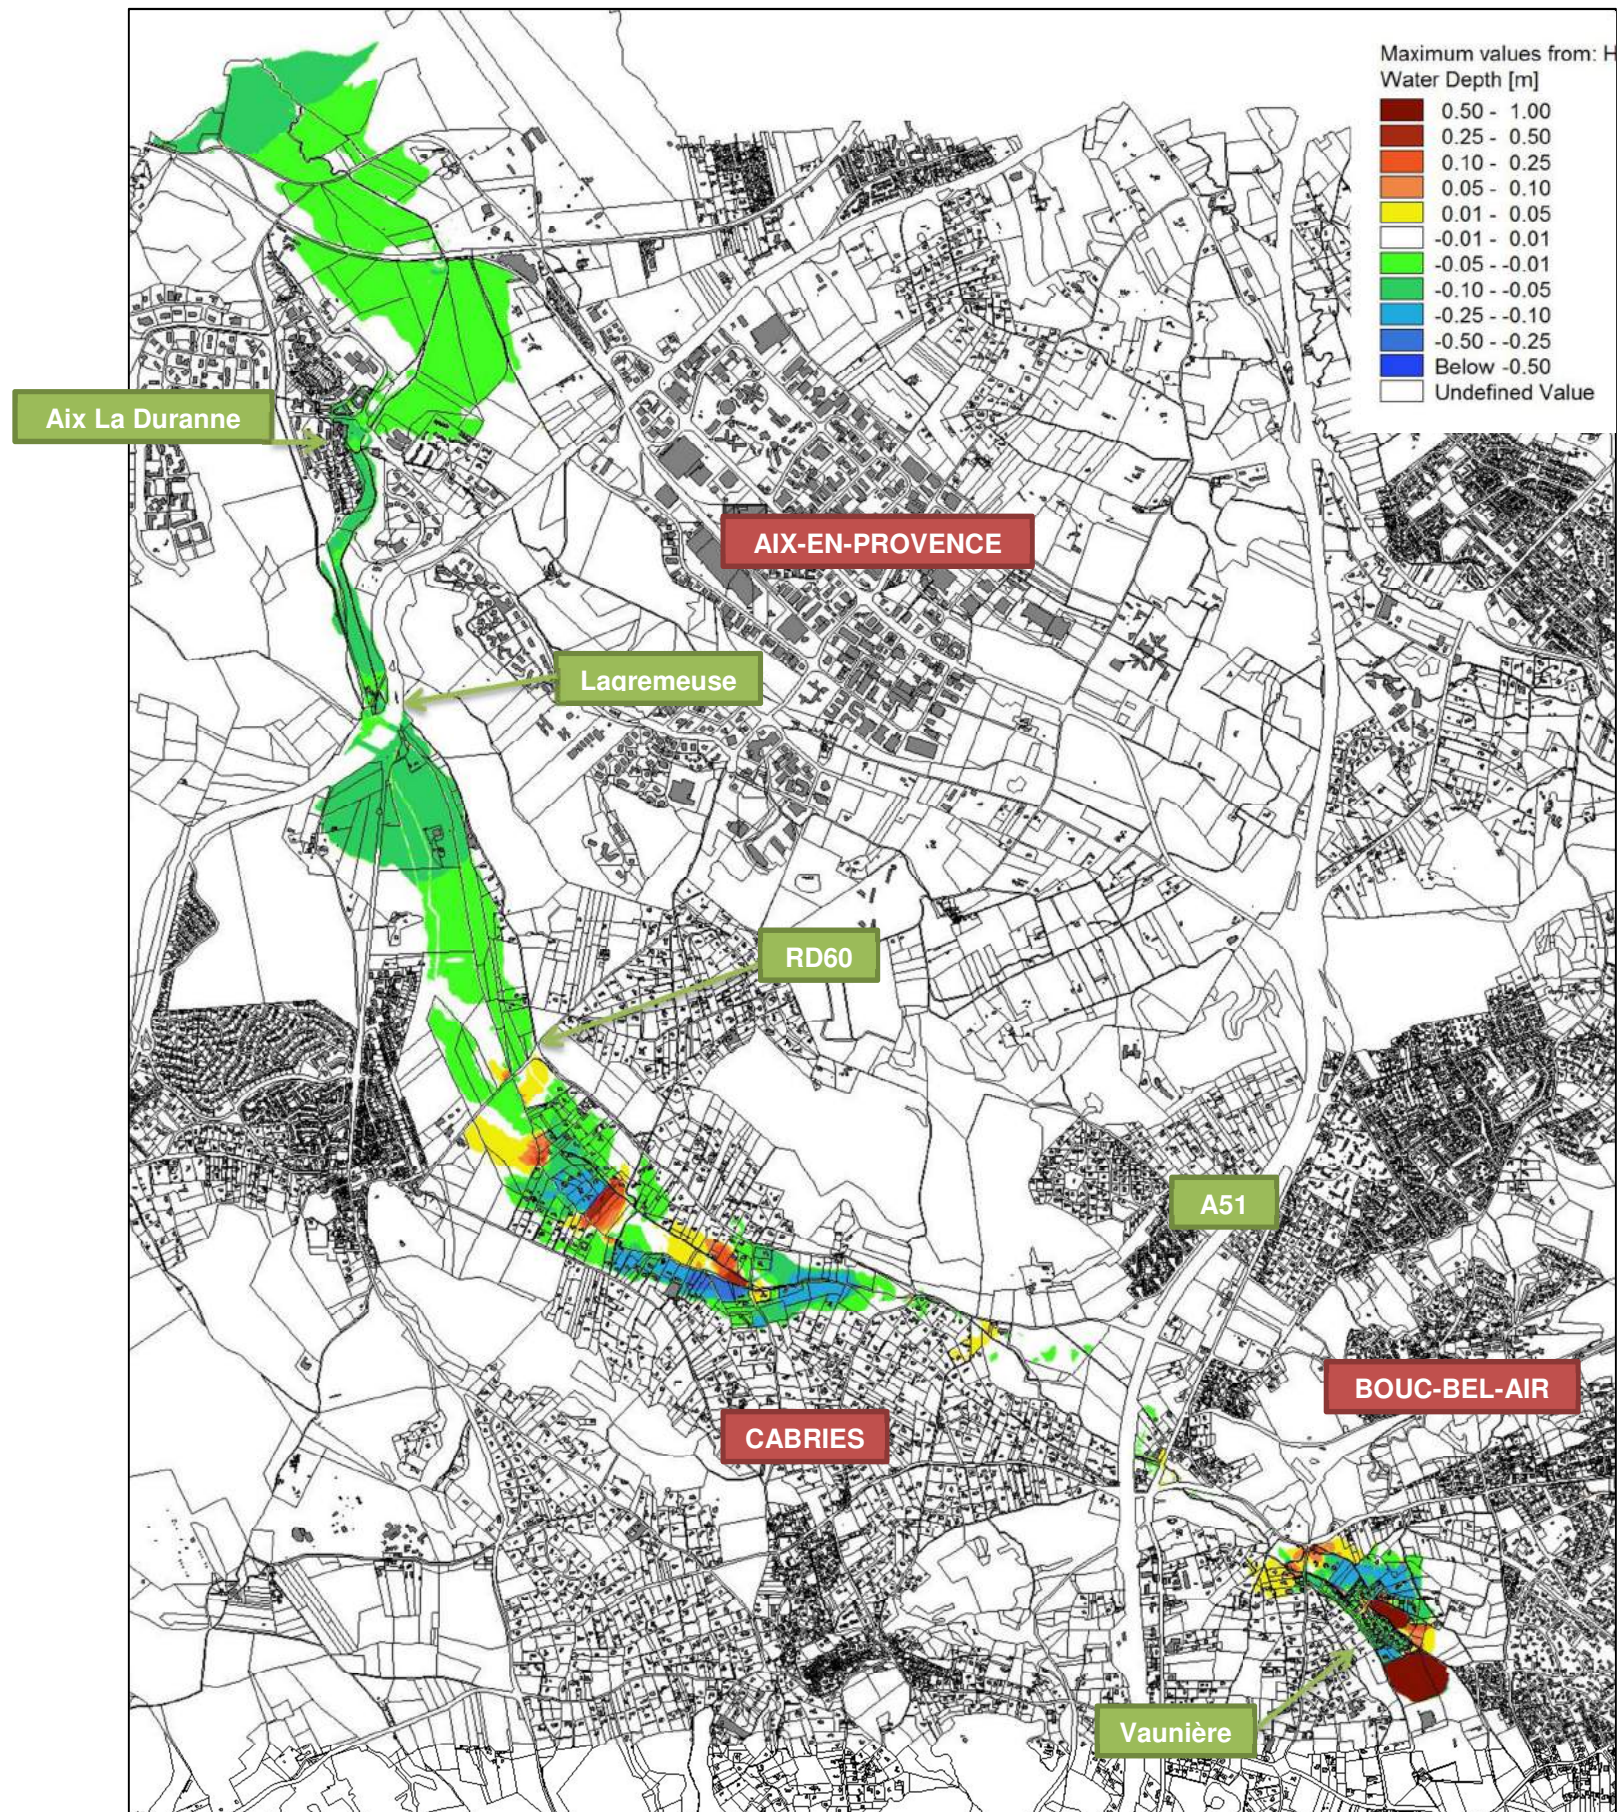 Maximum values from: H
Water Depth [m]
0.50 - 1.00
0.25 - 0.50
0.10 - 0.25
0.05 - 0.10
0.01 - 0.05
-0.01 - 0.01
-0.05 - -0.01
-0.10 - -0.05
-0.25 - -0.10
-0.50 - -0.25
Below -0.50
Undefined Value
Aix La Duranne
AIX-EN-PROVENCE
Lagremeuse
RD60
A51
BOUC-BEL-AIR
CABRIES
Vaunière